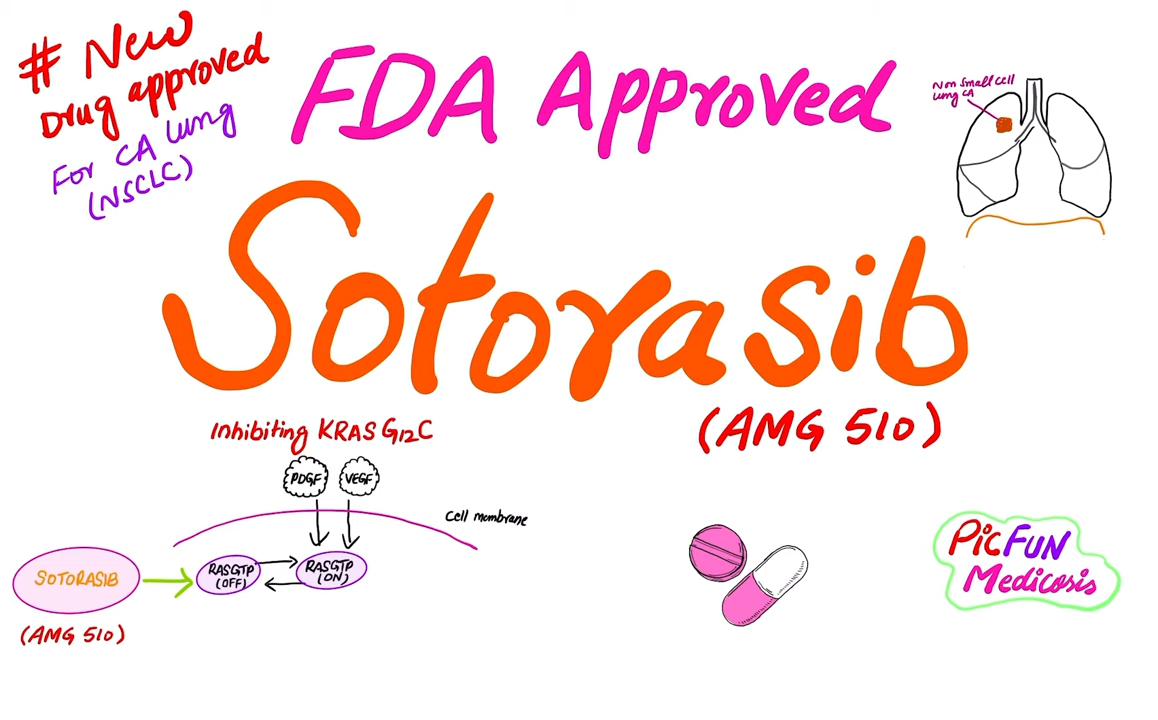 # New
Drug approved
For CA lung
(NSCLC)
FDA Approved
Non Small cell
lung CA
Sotorasib
(AMG 510)
Inhibiting KRAS G12C
PDGF
VEGF
Cell membrane
SOTORASIB
RASGTP
(OFF)
RASGTP
(ON)
(AMG 510)
PicFUN
Medicosis